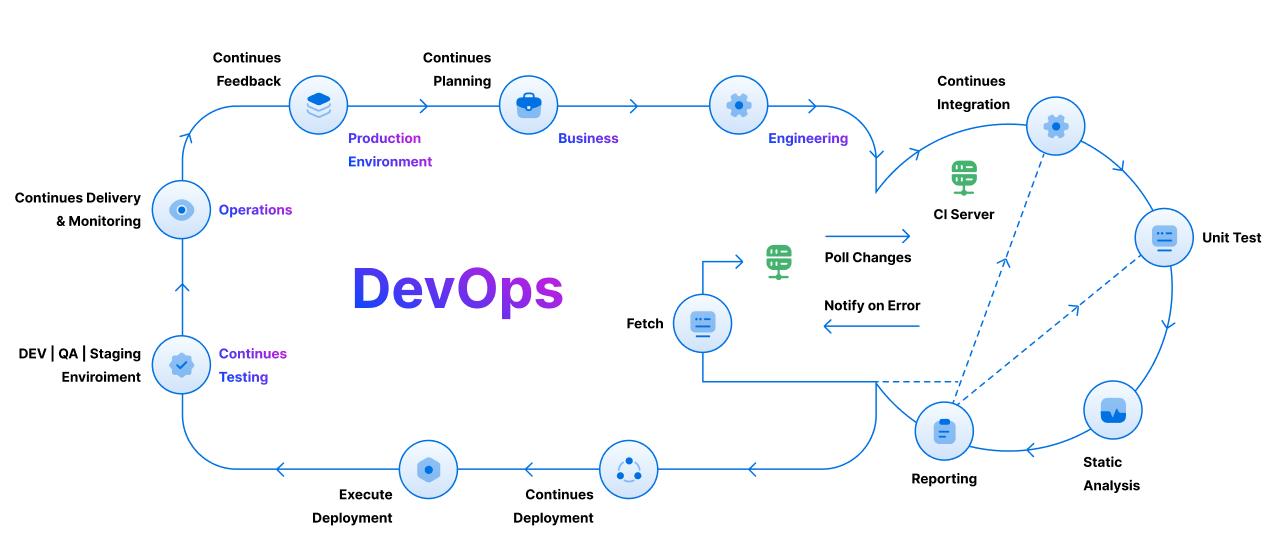 Continues
Feedback
Production
Environment
Continues
Planning
Business
Engineering
Continues
Integration
CI Server
Unit Test
Continues Delivery
& Monitoring
Operations
DevOps
Poll Changes
Notify on Error
Fetch
DEV | QA | Staging
Enviroiment
Continues
Testing
Execute
Deployment
Continues
Deployment
Reporting
Static
Analysis